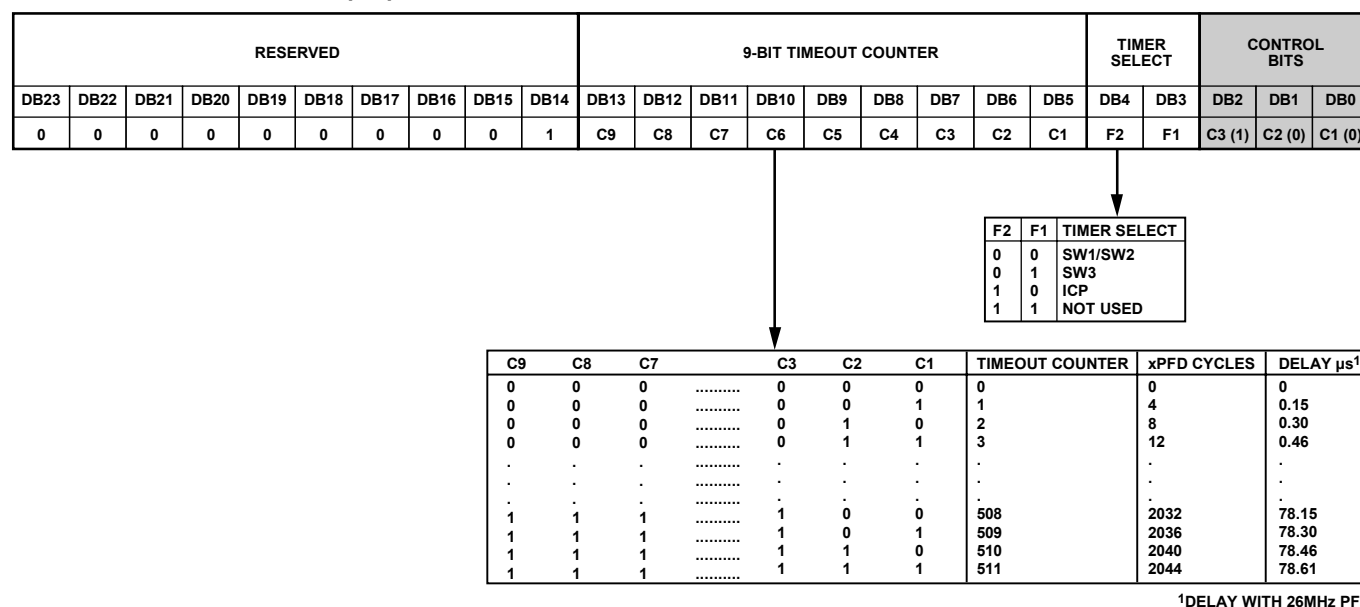 RESERVED 9-BIT TIMEOUT COUNTER TIMER SELECT CONTROL BITS
DB23 DB22 DB21 DB20 DB19 DB18 DB17 DB16 DB15 DB14 DB13 DB12 DB11 DB10 DB9 DB8 DB7 DB6 DB5 DB4 DB3 DB2 DB1 DB0
0 0 0 0 0 0 0 0 0 1 C9 C8 C7 C6 C5 C4 C3 C2 C1 F2 F1 C3 (1) C2 (0) C1 (0)
F2 F1 TIMER SELECT
0 0 SW1/SW2
0 1 SW3
1 0 ICP
1 1 NOT USED
C9 C8 C7 C3 C2 C1 TIMEOUT COUNTER xPFD CYCLES DELAY µs1
0 0 0 .......... 0 0 0 0 0 0
0 0 0 .......... 0 0 1 1 4 0.15
0 0 0 .......... 0 1 0 2 8 0.30
0 0 0 .......... 0 1 1 3 12 0.46
. . . .......... . . . . . .
. . . .......... . . . . . .
. . . .......... . . . . . .
1 1 1 .......... 1 0 0 508 2032 78.15
1 1 1 .......... 1 0 1 509 2036 78.30
1 1 1 .......... 1 1 0 510 2040 78.46
1 1 1 .......... 1 1 1 511 2044 78.61
1DELAY WITH 26MHz PF